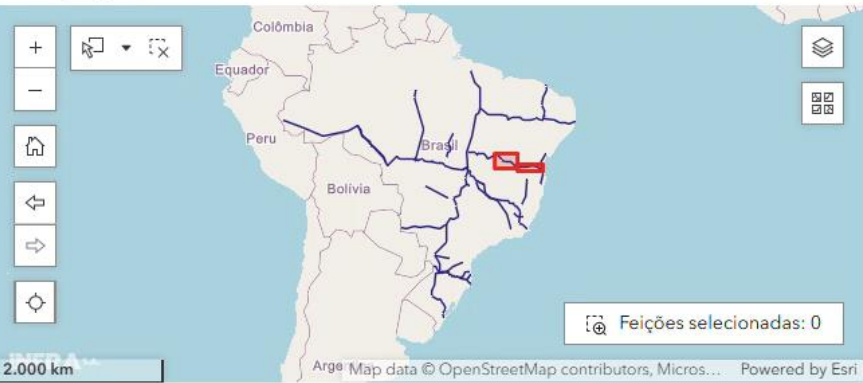 Colômbia
Equador
Peru
Brasil
Bolívia
Feições selecionadas: 0
INFRA S.A.
2.000 km
Map data © OpenStreetMap contributors, Micros... Powered by Esri